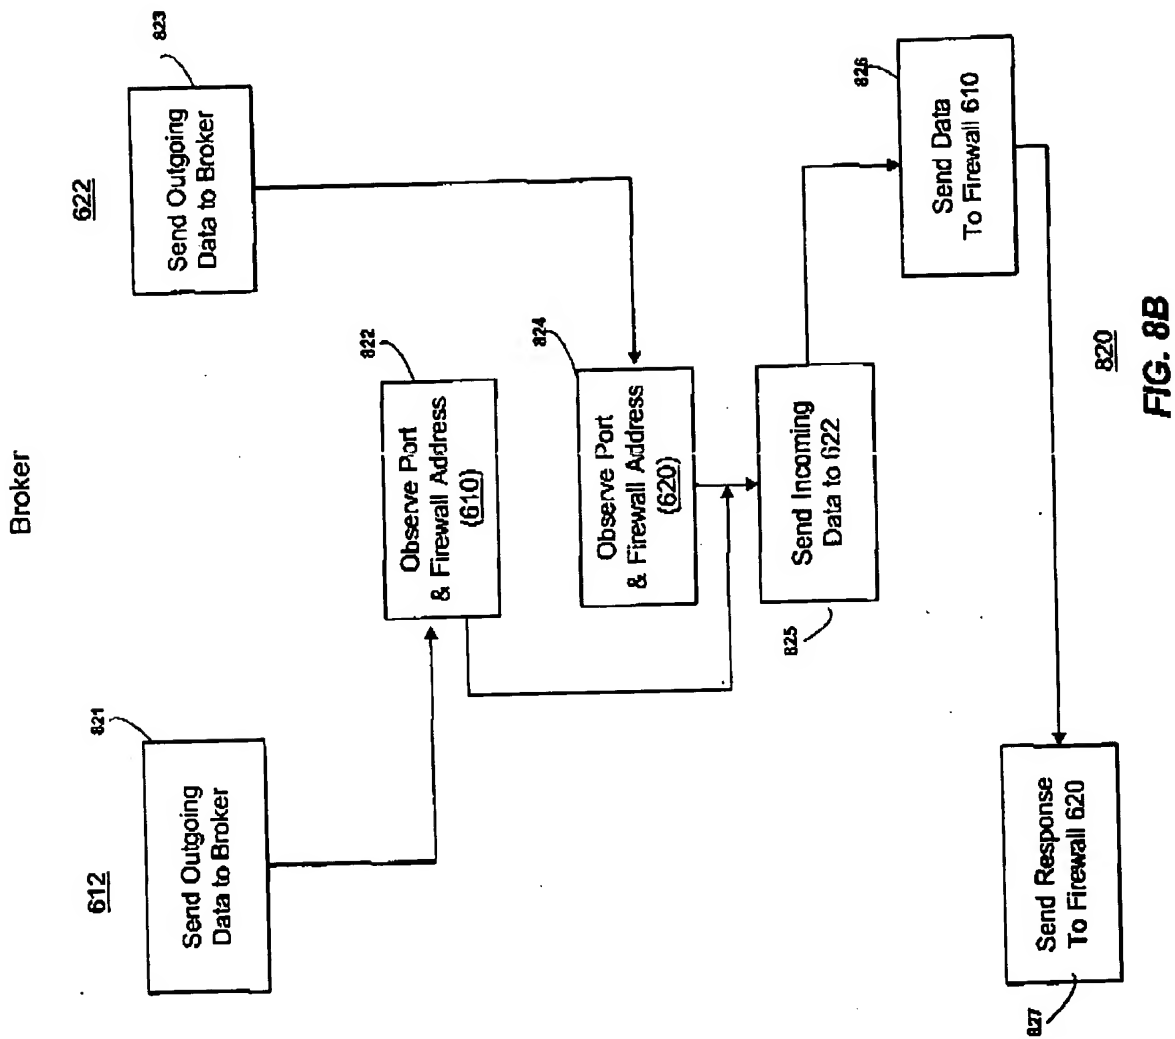 Broker
612
622
821
Send Outgoing
Data to Broker
823
Send Outgoing
Data to Broker
822
Observe Port
& Firewall Address
(610)
824
Observe Port
& Firewall Address
(620)
825
Send Incoming
Data to 622
826
Send Data
To Firewall 610
827
Send Response
To Firewall 620
820
FIG. 8B